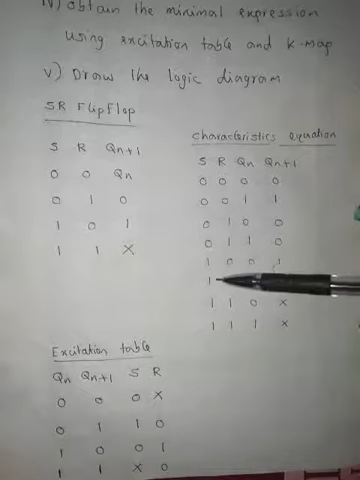 iv) obtain the minimal expression
using excitation table and k-map
v) Draw the logic diagram
SR FlipFlop
S R Qn+1
0 0 Qn
0 1 0
1 0 1
1 1 X
characteristics equation
S R Qn Qn+1
0 0 0 0
0 0 1 1
0 1 0 0
0 1 1 0
1 0 0 1
1
1 1 0 X
1 1 1 X
Excitation table
Qn Qn+1 S R
0 0 0 X
0 1 1 0
1 0 0 1
1 1 X 0